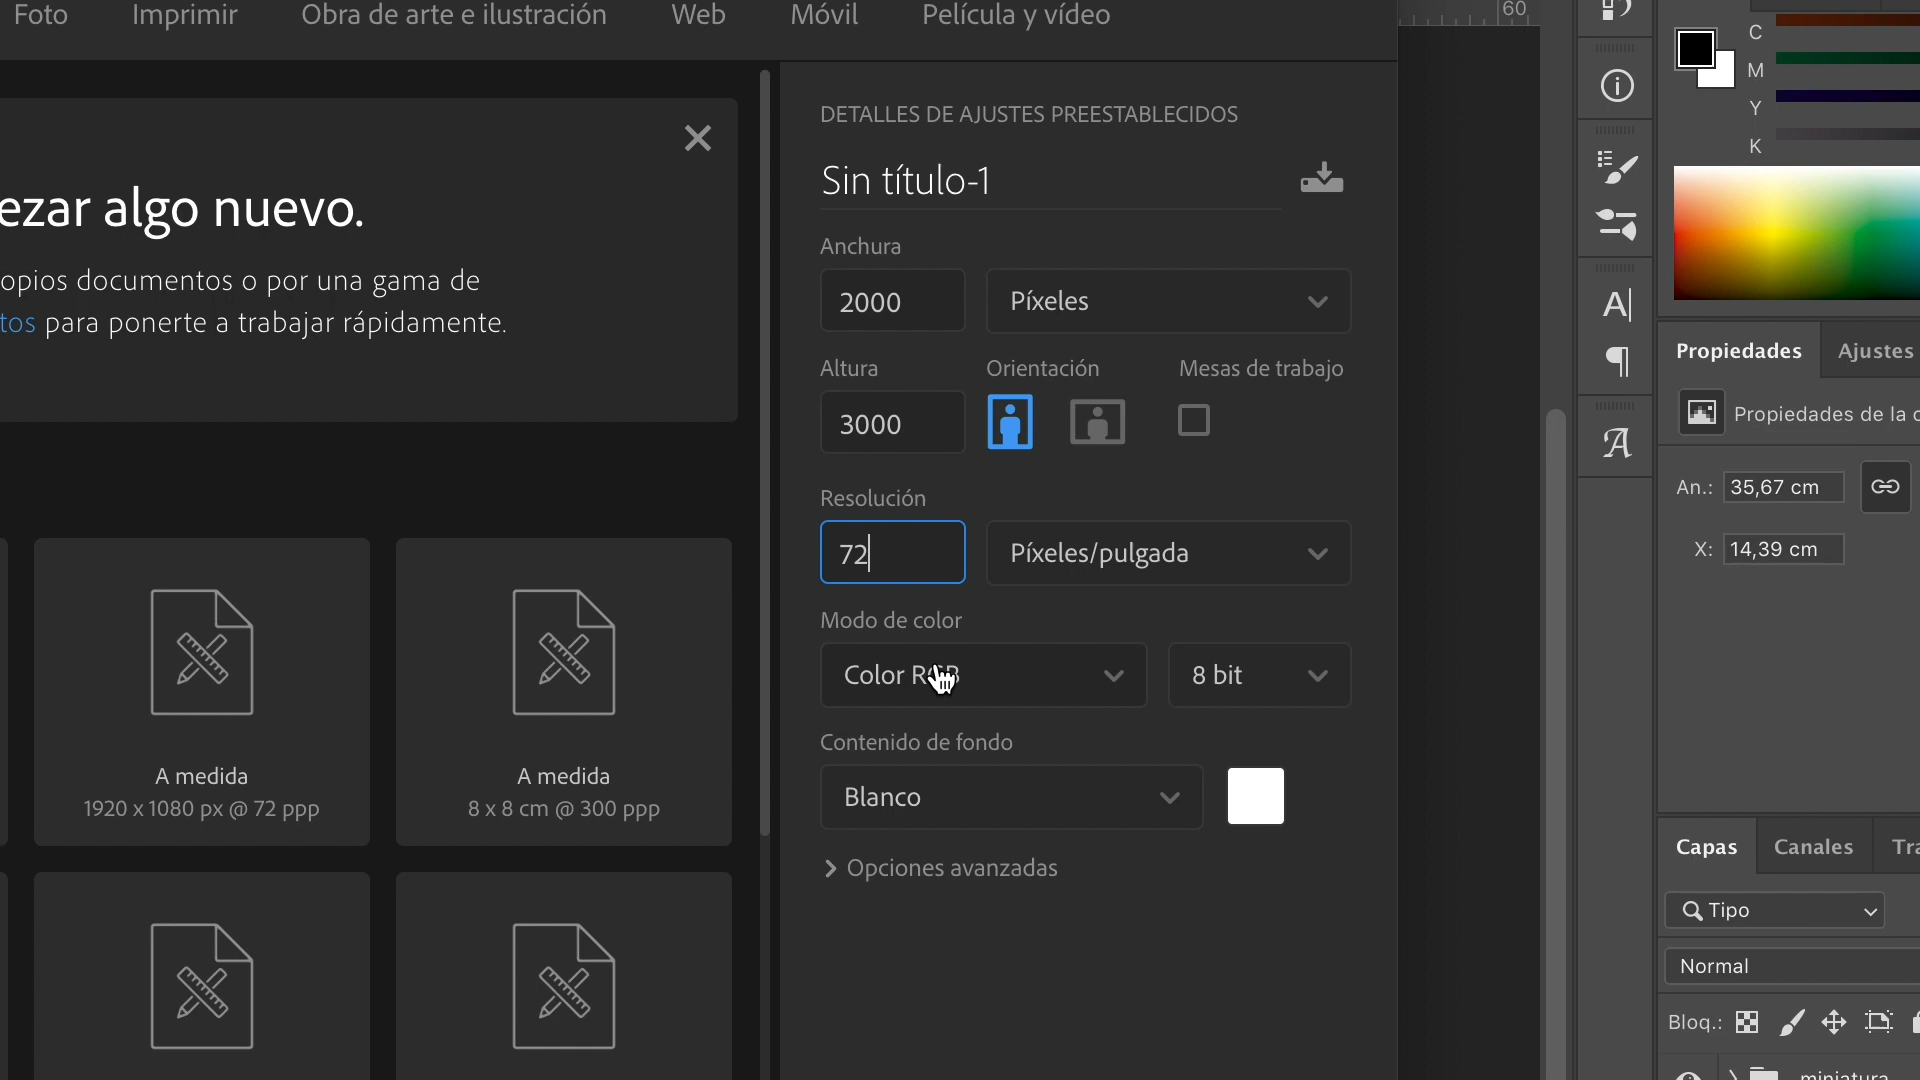 Foto
Imprimir
Obra de arte e ilustración
Web
Móvil
Película y vídeo
ezar algo nuevo.
opios documentos o por una gama de
tos para ponerte a trabajar rápidamente.
A medida
1920 x 1080 px @ 72 ppp
A medida
8 x 8 cm @ 300 ppp
DETALLES DE AJUSTES PREESTABLECIDOS
Sin título-1
Anchura
2000
Píxeles
Altura
Orientación
Mesas de trabajo
3000
Resolución
72
Píxeles/pulgada
Modo de color
Color RGB
8 bit
Contenido de fondo
Blanco
Opciones avanzadas
60
C
M
Y
K
Propiedades
Ajustes
Propiedades de la c
An.: 35,67 cm
X: 14,39 cm
Capas
Canales
Tra
Tipo
Normal
Bloq.:
miniatura